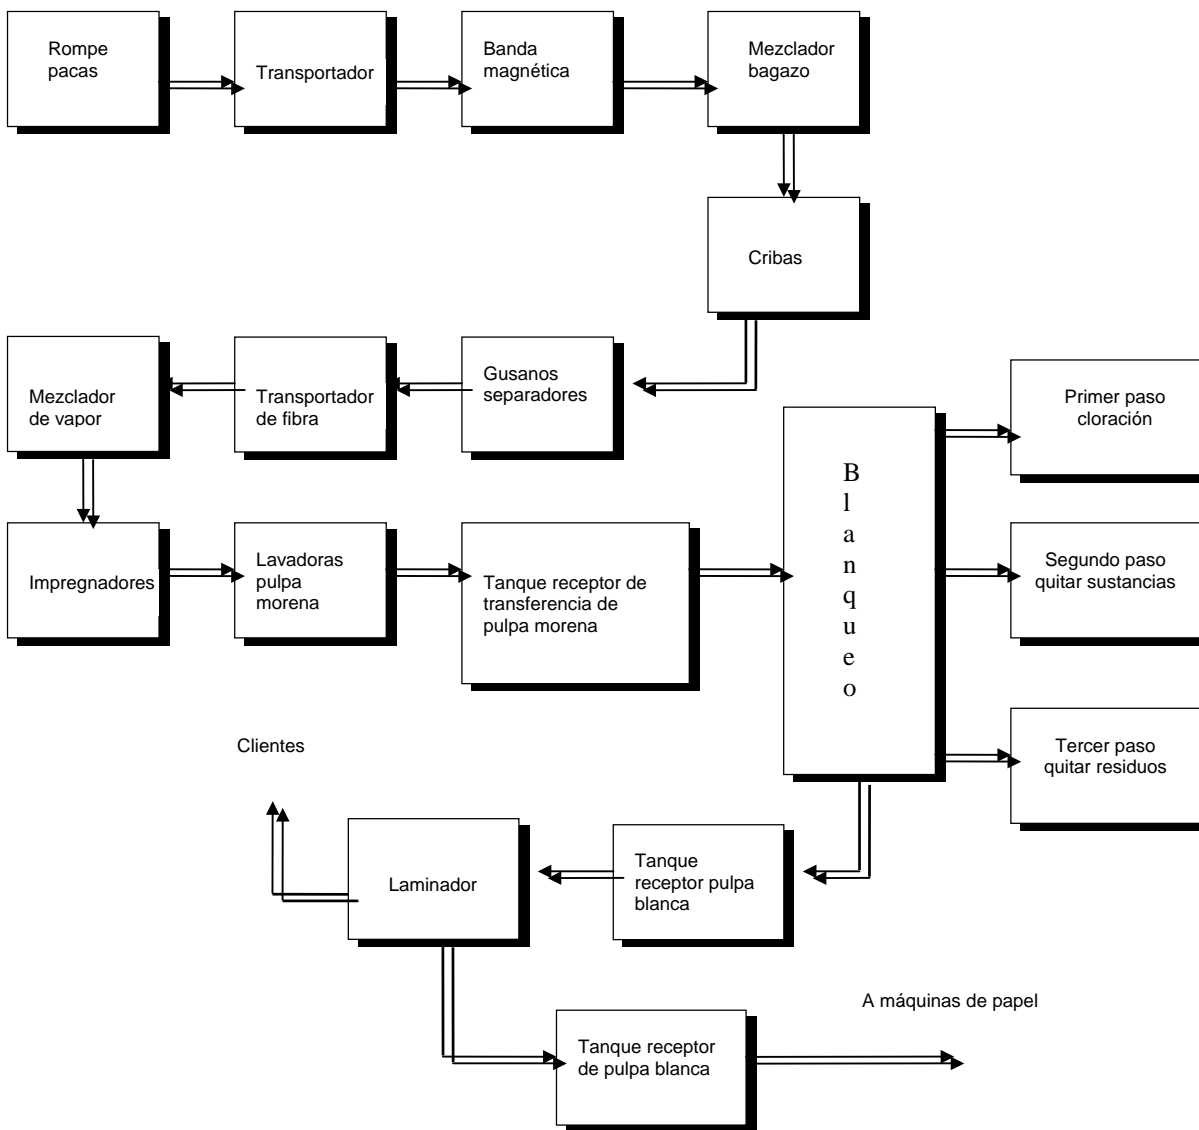 Rompe
pacas
Transportador
Banda
magnética
Mezclador
bagazo
Cribas
Gusanos
separadores
Transportador
de fibra
Mezclador
de vapor
Impregnadores
Lavadoras
pulpa
morena
Tanque receptor de
transferencia de
pulpa morena
B
l
a
n
q
u
e
o
Primer paso
cloración
Segundo paso
quitar sustancias
Tercer paso
quitar residuos
Tanque
receptor pulpa
blanca
Laminador
Clientes
Tanque receptor
de pulpa blanca
A máquinas de papel